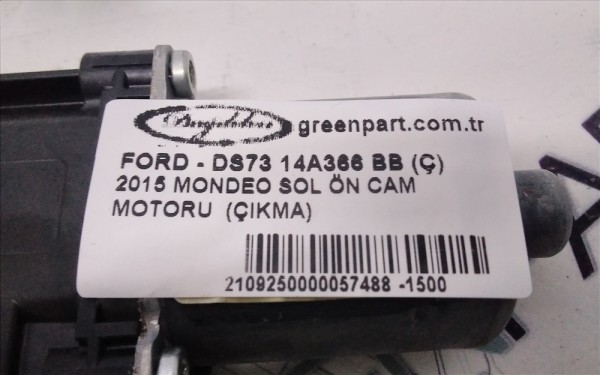 greenpart.com.tr
FORD - DS73 14A366 BB (Ç)
2015 MONDEO SOL ÖN CAM
MOTORU (ÇIKMA)
2109250000057488 -1500